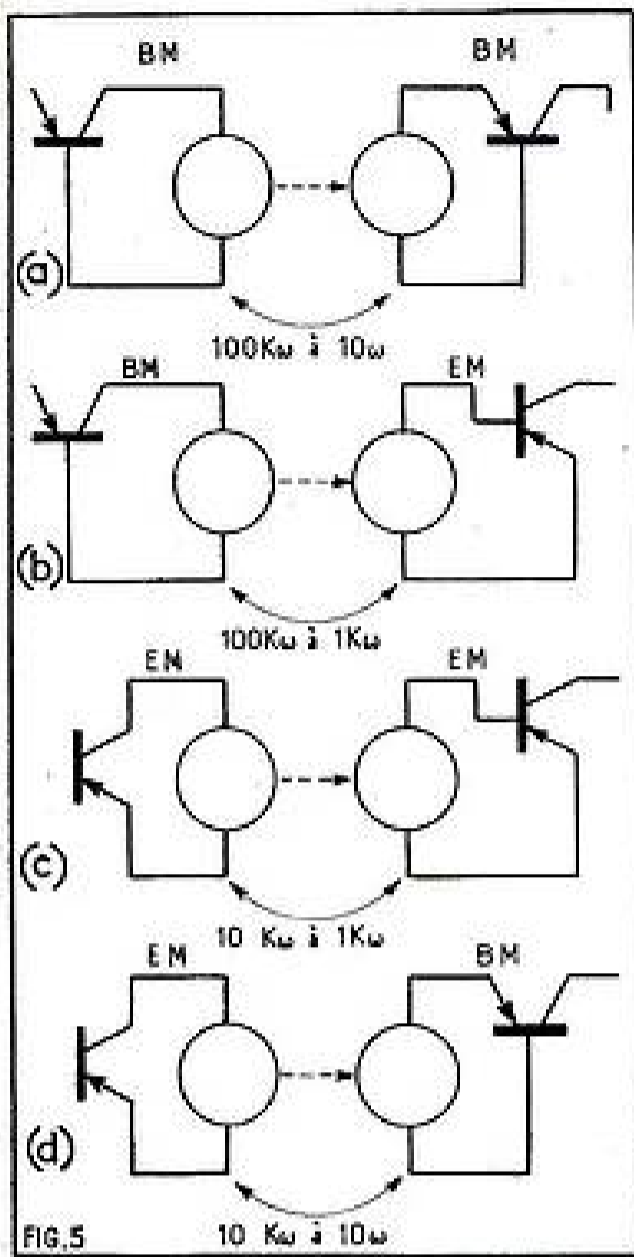 BM BM
(a)
100Kω à 10ω
BM EM
(b)
100Kω à 1Kω
EM EM
(c)
10 Kω à 1Kω
EM BM
(d)
10 Kω à 10ω
FIG.5